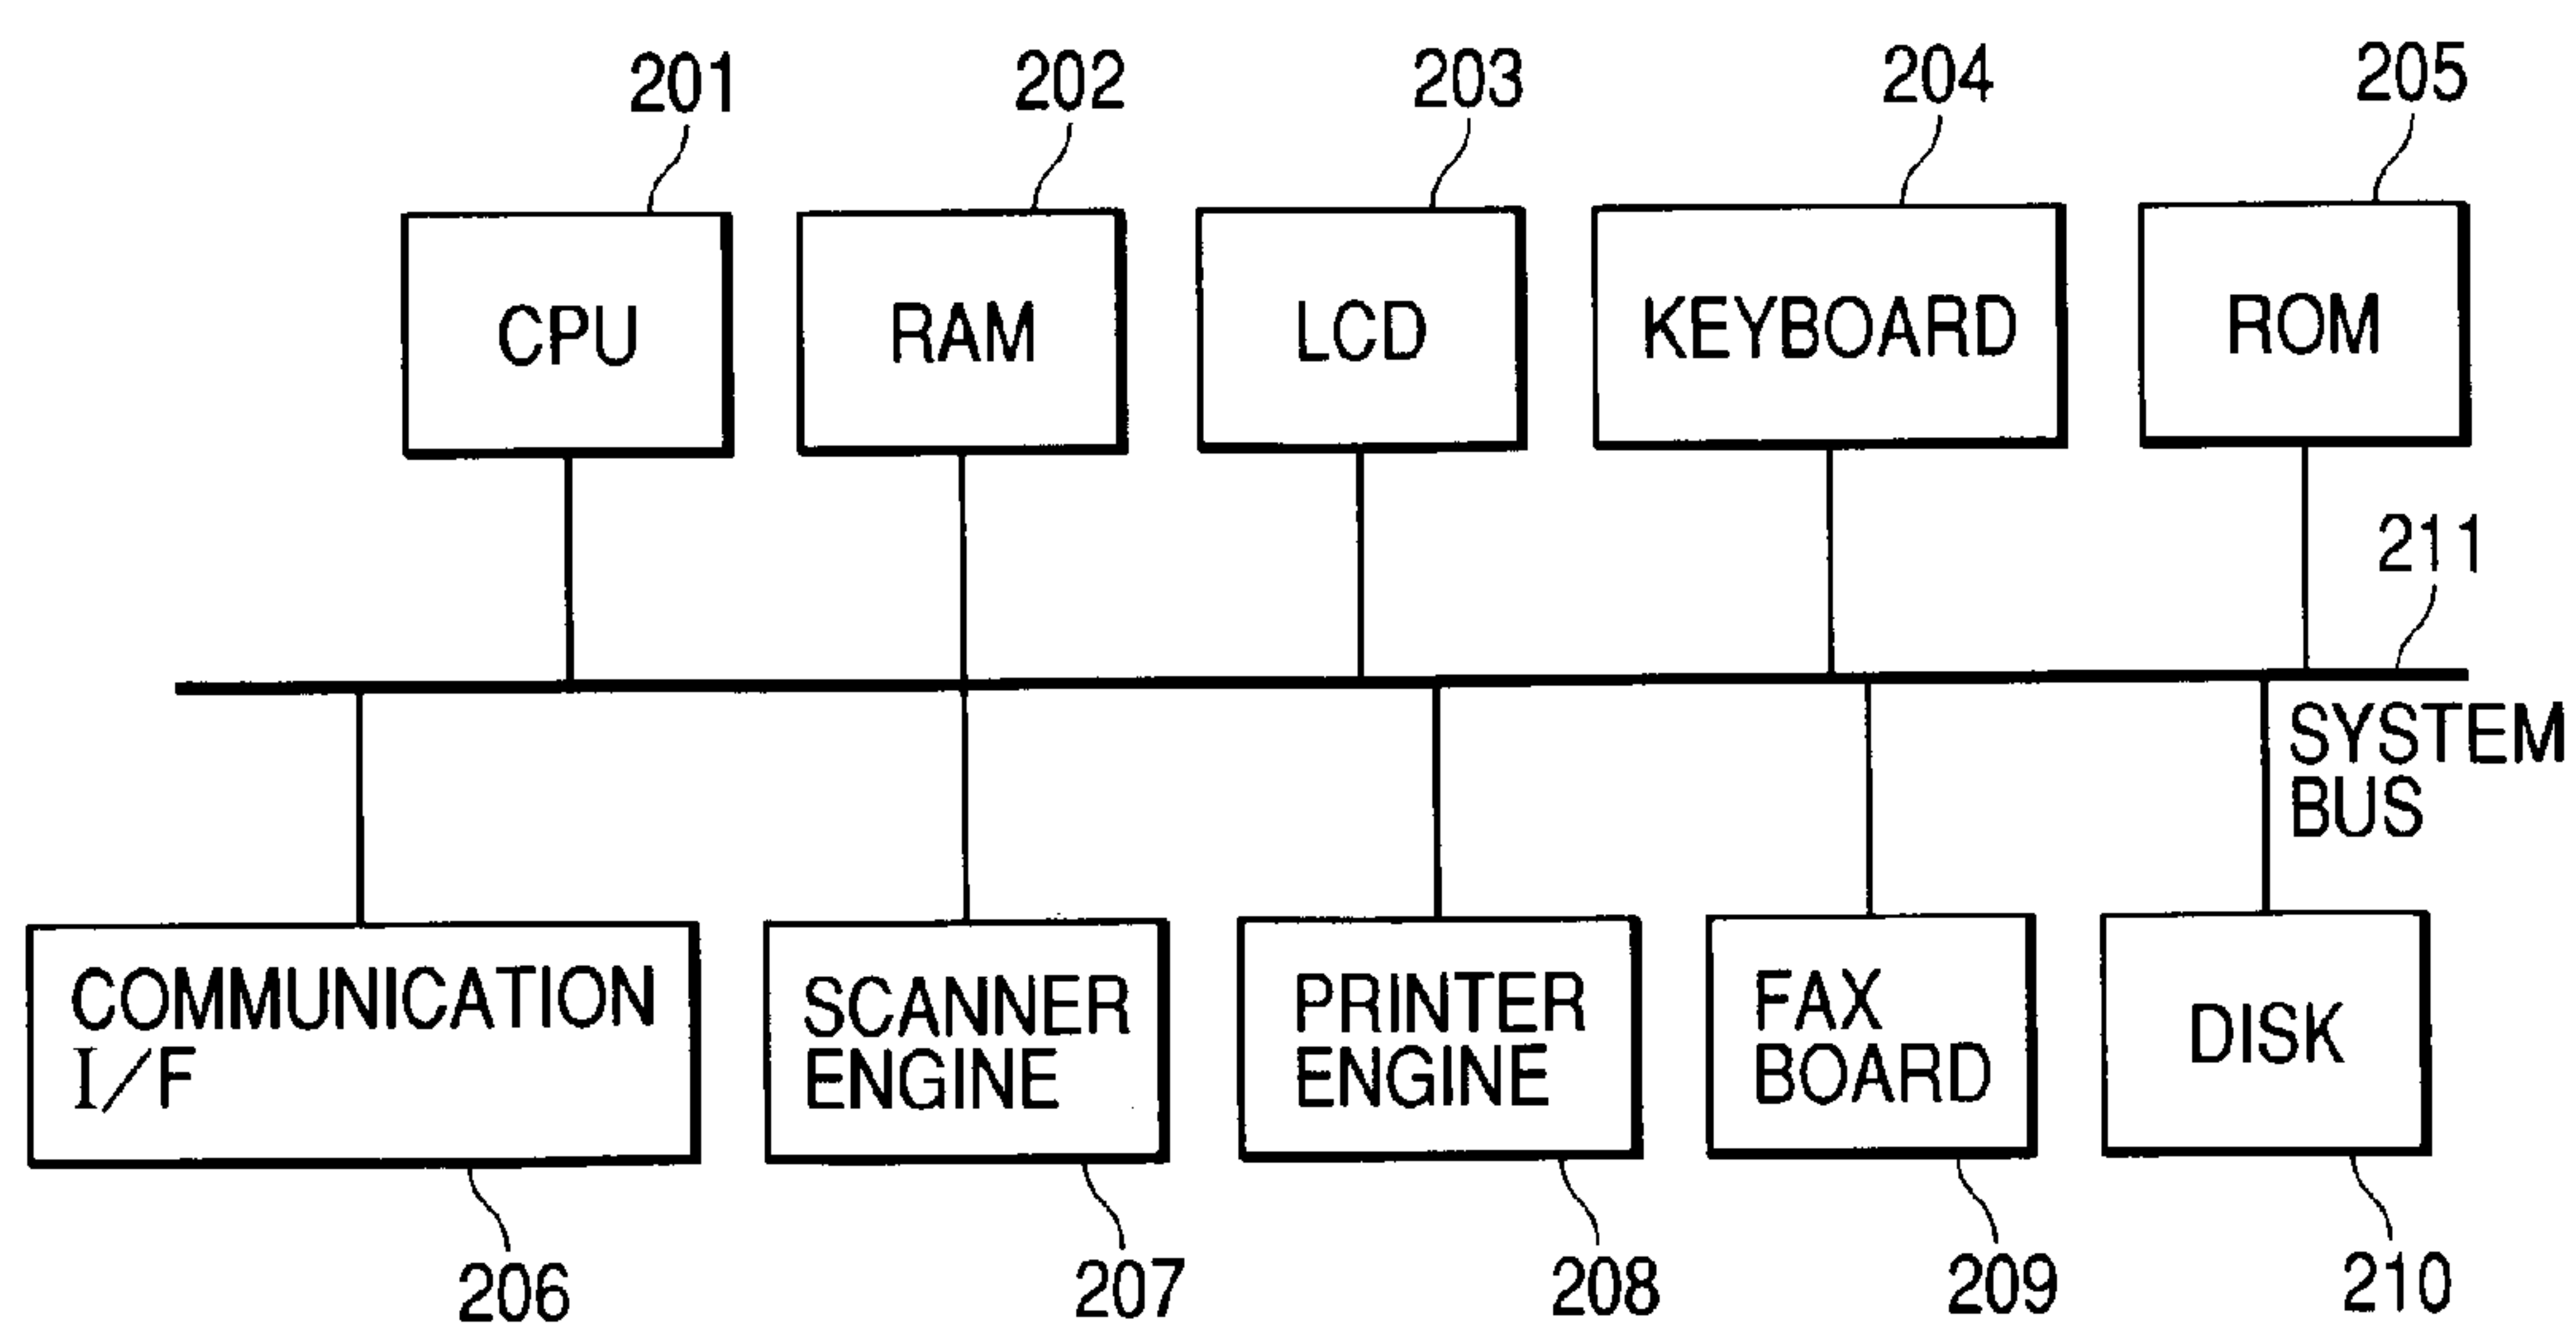 201 202 203 204 205
CPU RAM LCD KEYBOARD ROM
211
SYSTEM
BUS
COMMUNICATION
I/F
SCANNER
ENGINE
PRINTER
ENGINE
FAX
BOARD
DISK
206 207 208 209 210